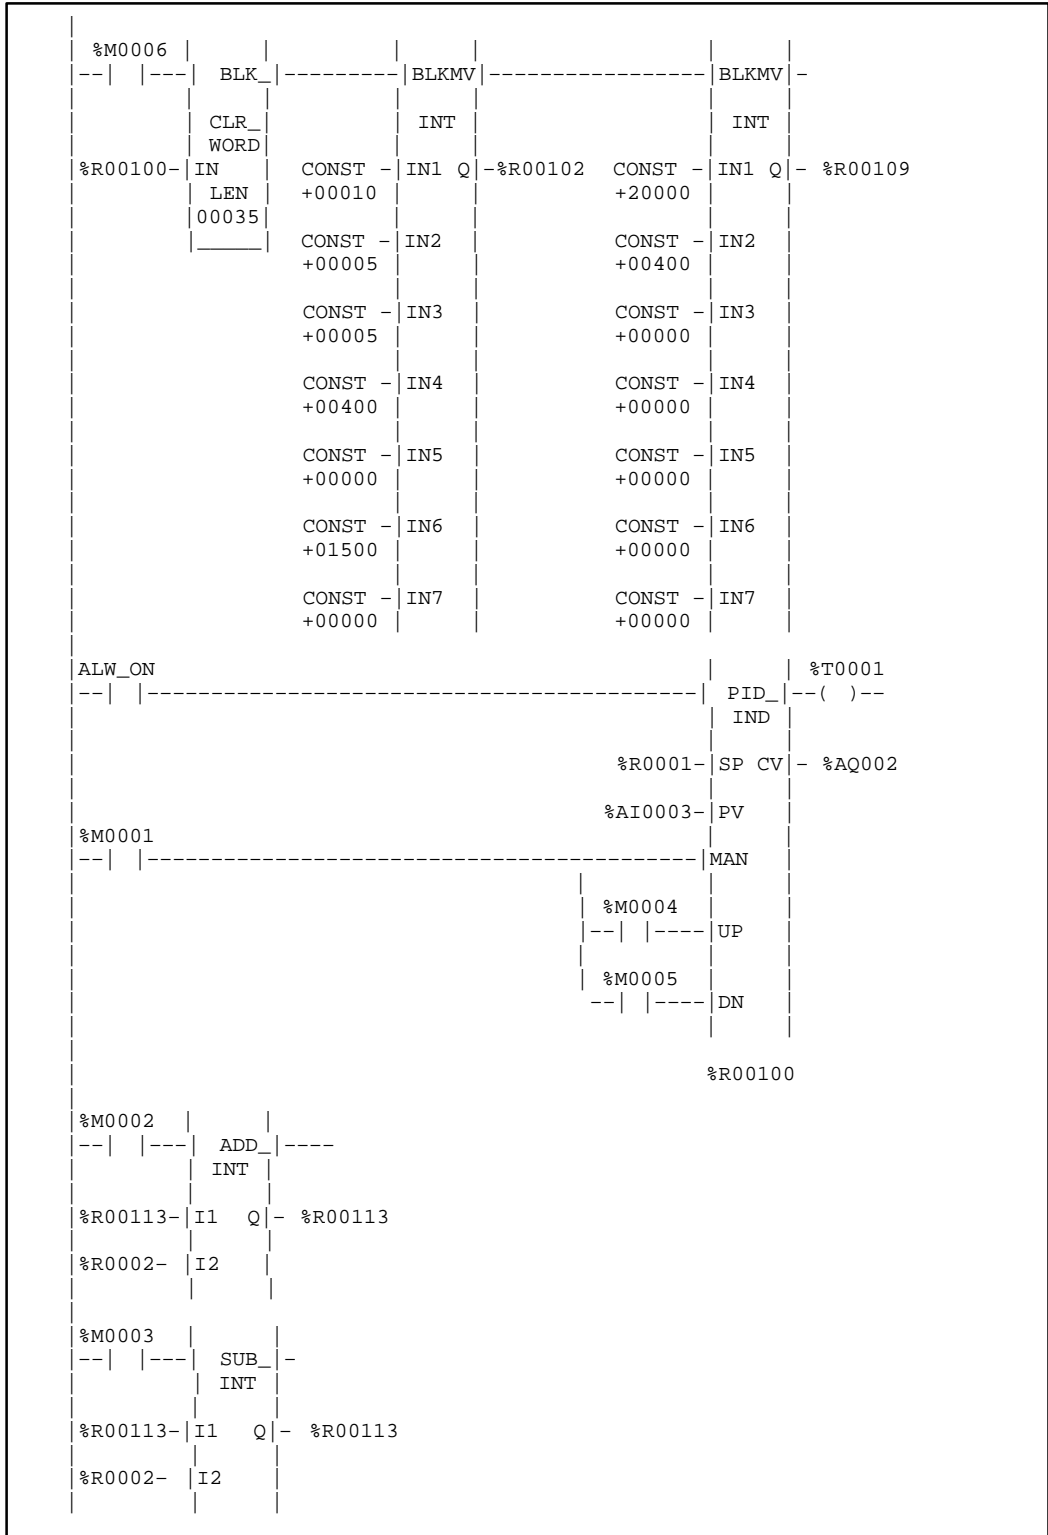 %M0006
BLK_ BLKMV BLKMV
CLR_ INT INT
WORD
%R00100- IN CONST - IN1 Q -%R00102 CONST - IN1 Q - %R00109
LEN +00010 +20000
00035
CONST - IN2 CONST - IN2
+00005 +00400
CONST - IN3 CONST - IN3
+00005 +00000
CONST - IN4 CONST - IN4
+00400 +00000
CONST - IN5 CONST - IN5
+00000 +00000
CONST - IN6 CONST - IN6
+01500 +00000
CONST - IN7 CONST - IN7
+00000 +00000
ALW_ON %T0001
PID_ --( )--
IND
%R0001- SP CV - %AQ002
%AI0003- PV
%M0001
MAN
%M0004
UP
%M0005
DN
%R00100
%M0002
ADD_
INT
%R00113- I1 Q - %R00113
%R0002- I2
%M0003
SUB_
INT
%R00113- I1 Q - %R00113
%R0002- I2